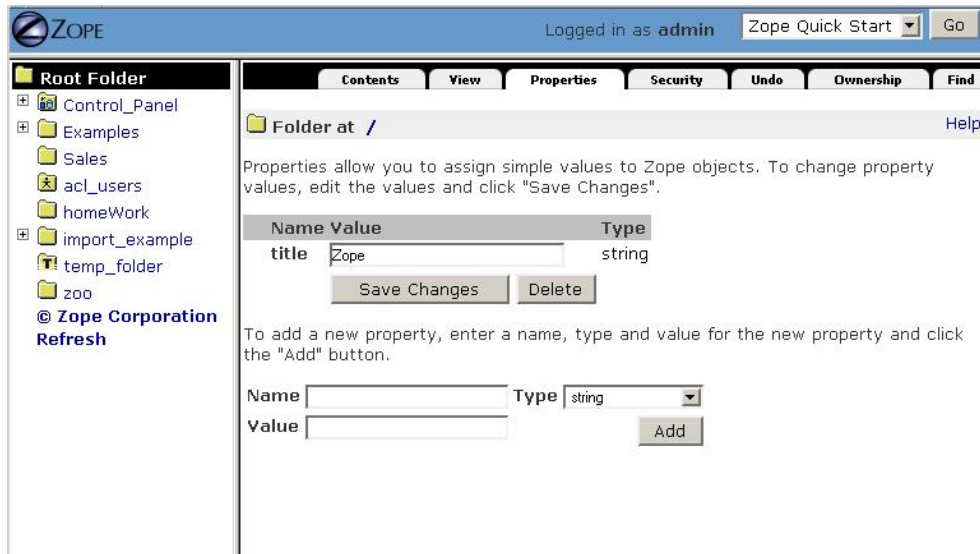 ZOPE
Logged in as admin
Zope Quick Start
Go
Root Folder
Control_Panel
Examples
Sales
acl_users
homeWork
import_example
temp_folder
zoo
© Zope Corporation
Refresh
Contents View Properties Security Undo Ownership Find
Folder at /
Help
Properties allow you to assign simple values to Zope objects. To change property
values, edit the values and click "Save Changes".
Name Value Type
title Zope string
Save Changes Delete
To add a new property, enter a name, type and value for the new property and click
the "Add" button.
Name Type string
Value Add